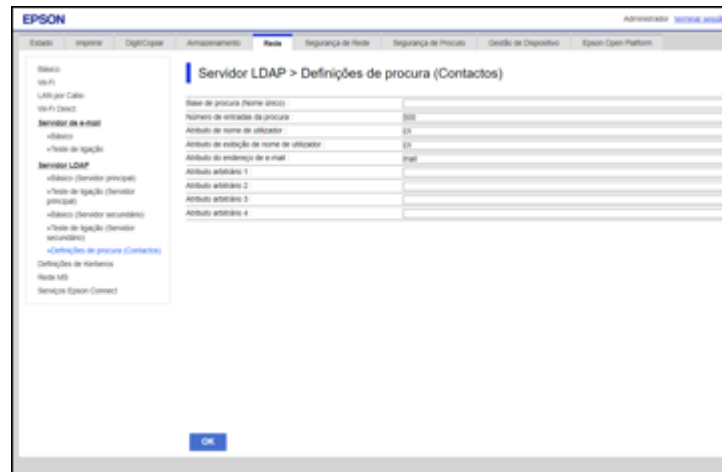 EPSON
Administrador terminar sessão
Estado Imprimir Digit/Copiar Armazenamento Rede Segurança de Rede Segurança de Produto Gestão de Dispositivo Epson Open Platform
Básico
Wi-Fi
LAN por Cabo
Wi-Fi Direct
Servidor de e-mail
»Básico
»Teste de ligação
Servidor LDAP
»Básico (Servidor principal)
»Teste de ligação (Servidor
principal)
»Básico (Servidor secundário)
»Teste de ligação (Servidor
secundário)
»Definições de procura (Contactos)
Definições de Kerberos
Rede MS
Serviços Epson Connect
Servidor LDAP > Definições de procura (Contactos)
Base de procura (Nome único) :
Número de entradas da procura : 500
Atributo de nome de utilizador : cn
Atributo de exibição de nome de utilizador : cn
Atributo do endereço de e-mail : mail
Atributo arbitrário 1 :
Atributo arbitrário 2 :
Atributo arbitrário 3 :
Atributo arbitrário 4 :
OK